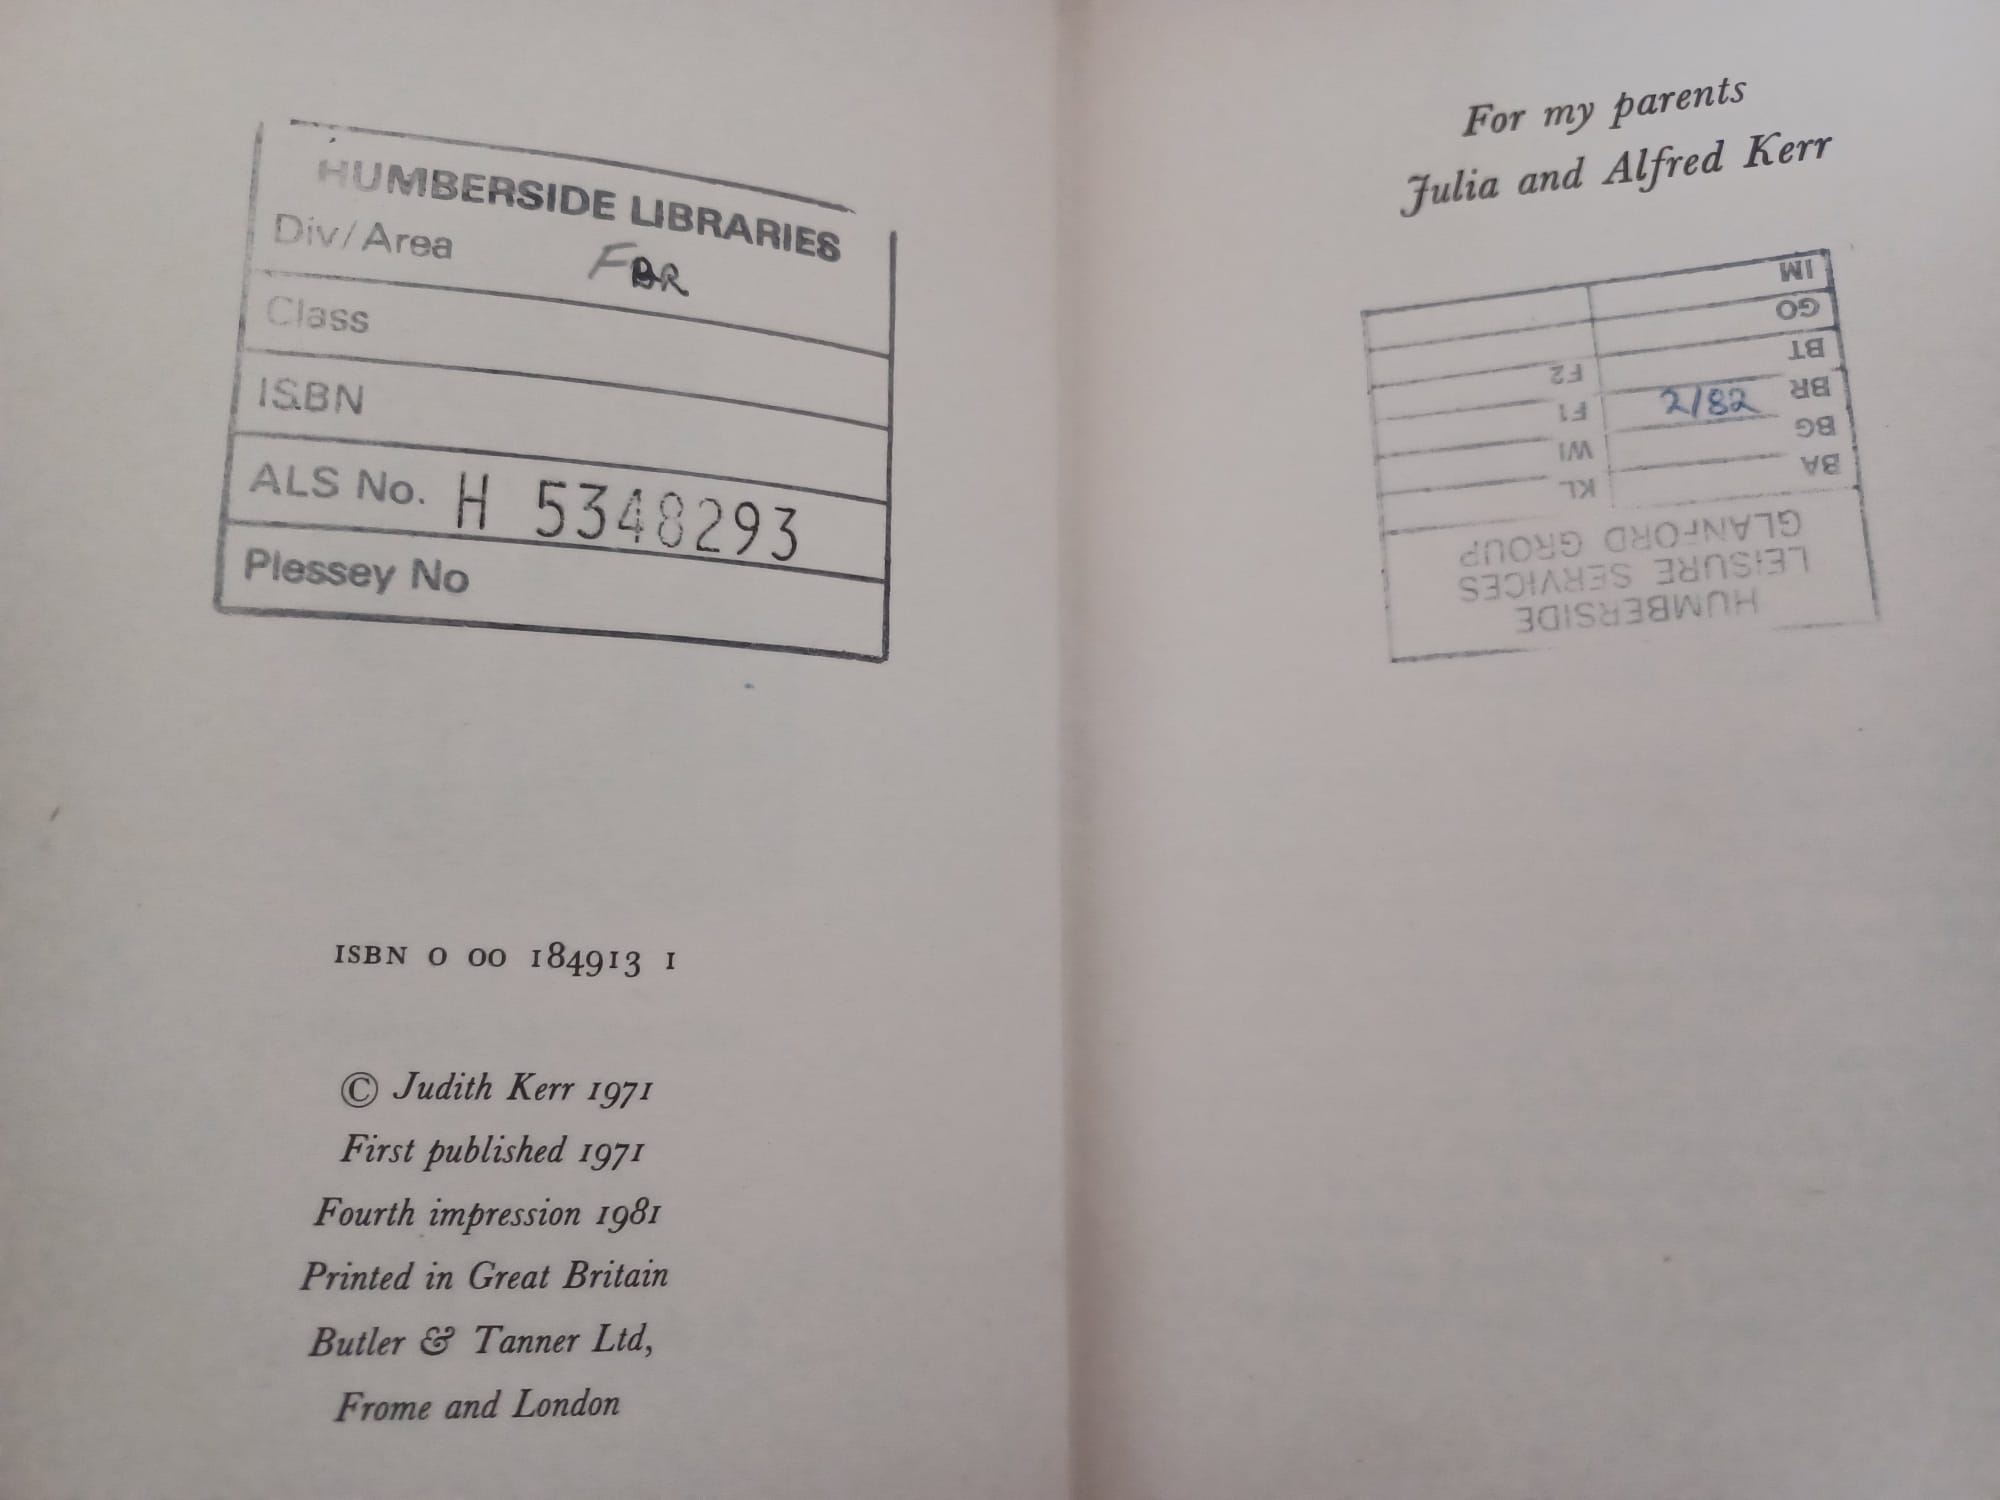 HUMBERSIDE LIBRARIES
Div/Area
Class
ISBN
ALS No. H 5348293
Plessey No
ISBN 0 00 184913 1
© Judith Kerr 1971
First published 1971
Fourth impression 1981
Printed in Great Britain
Butler & Tanner Ltd,
Frome and London
For my parents
Julia and Alfred Kerr
HUMBERSIDE
LEISURE SERVICES
GLANFORD GROUP
BA KL
BG WI
BR 2/82 F1
BT F2
GO
IM